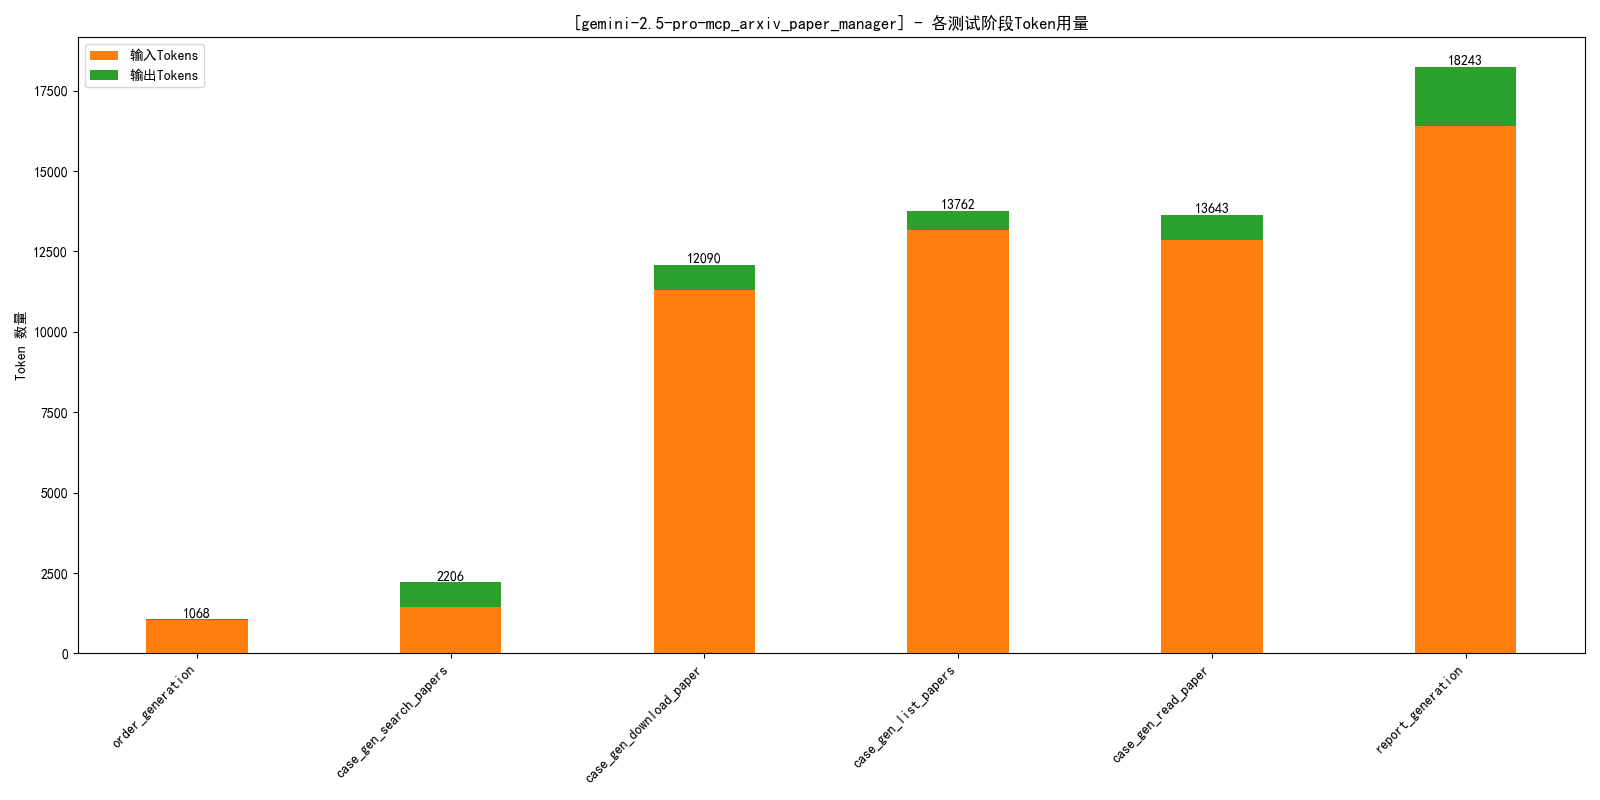 [gemini-2.5-pro-mcp_arxiv_paper_manager] - 各测试阶段Token用量
输入Tokens
输出Tokens
Token 数量
17500
15000
12500
10000
7500
5000
2500
0
1068
2206
12090
13762
13643
18243
order_generation
case_gen_search_papers
case_gen_download_paper
case_gen_list_papers
case_gen_read_paper
report_generation